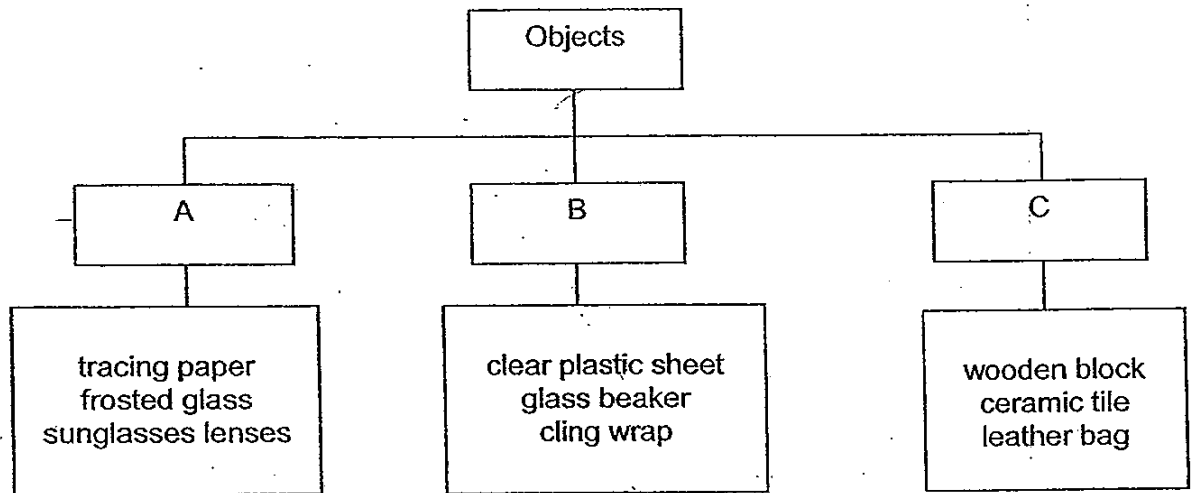 Objects
A
B
C
tracing paper
frosted glass
sunglasses lenses
clear plastic sheet
glass beaker
cling wrap
wooden block
ceramic tile
leather bag